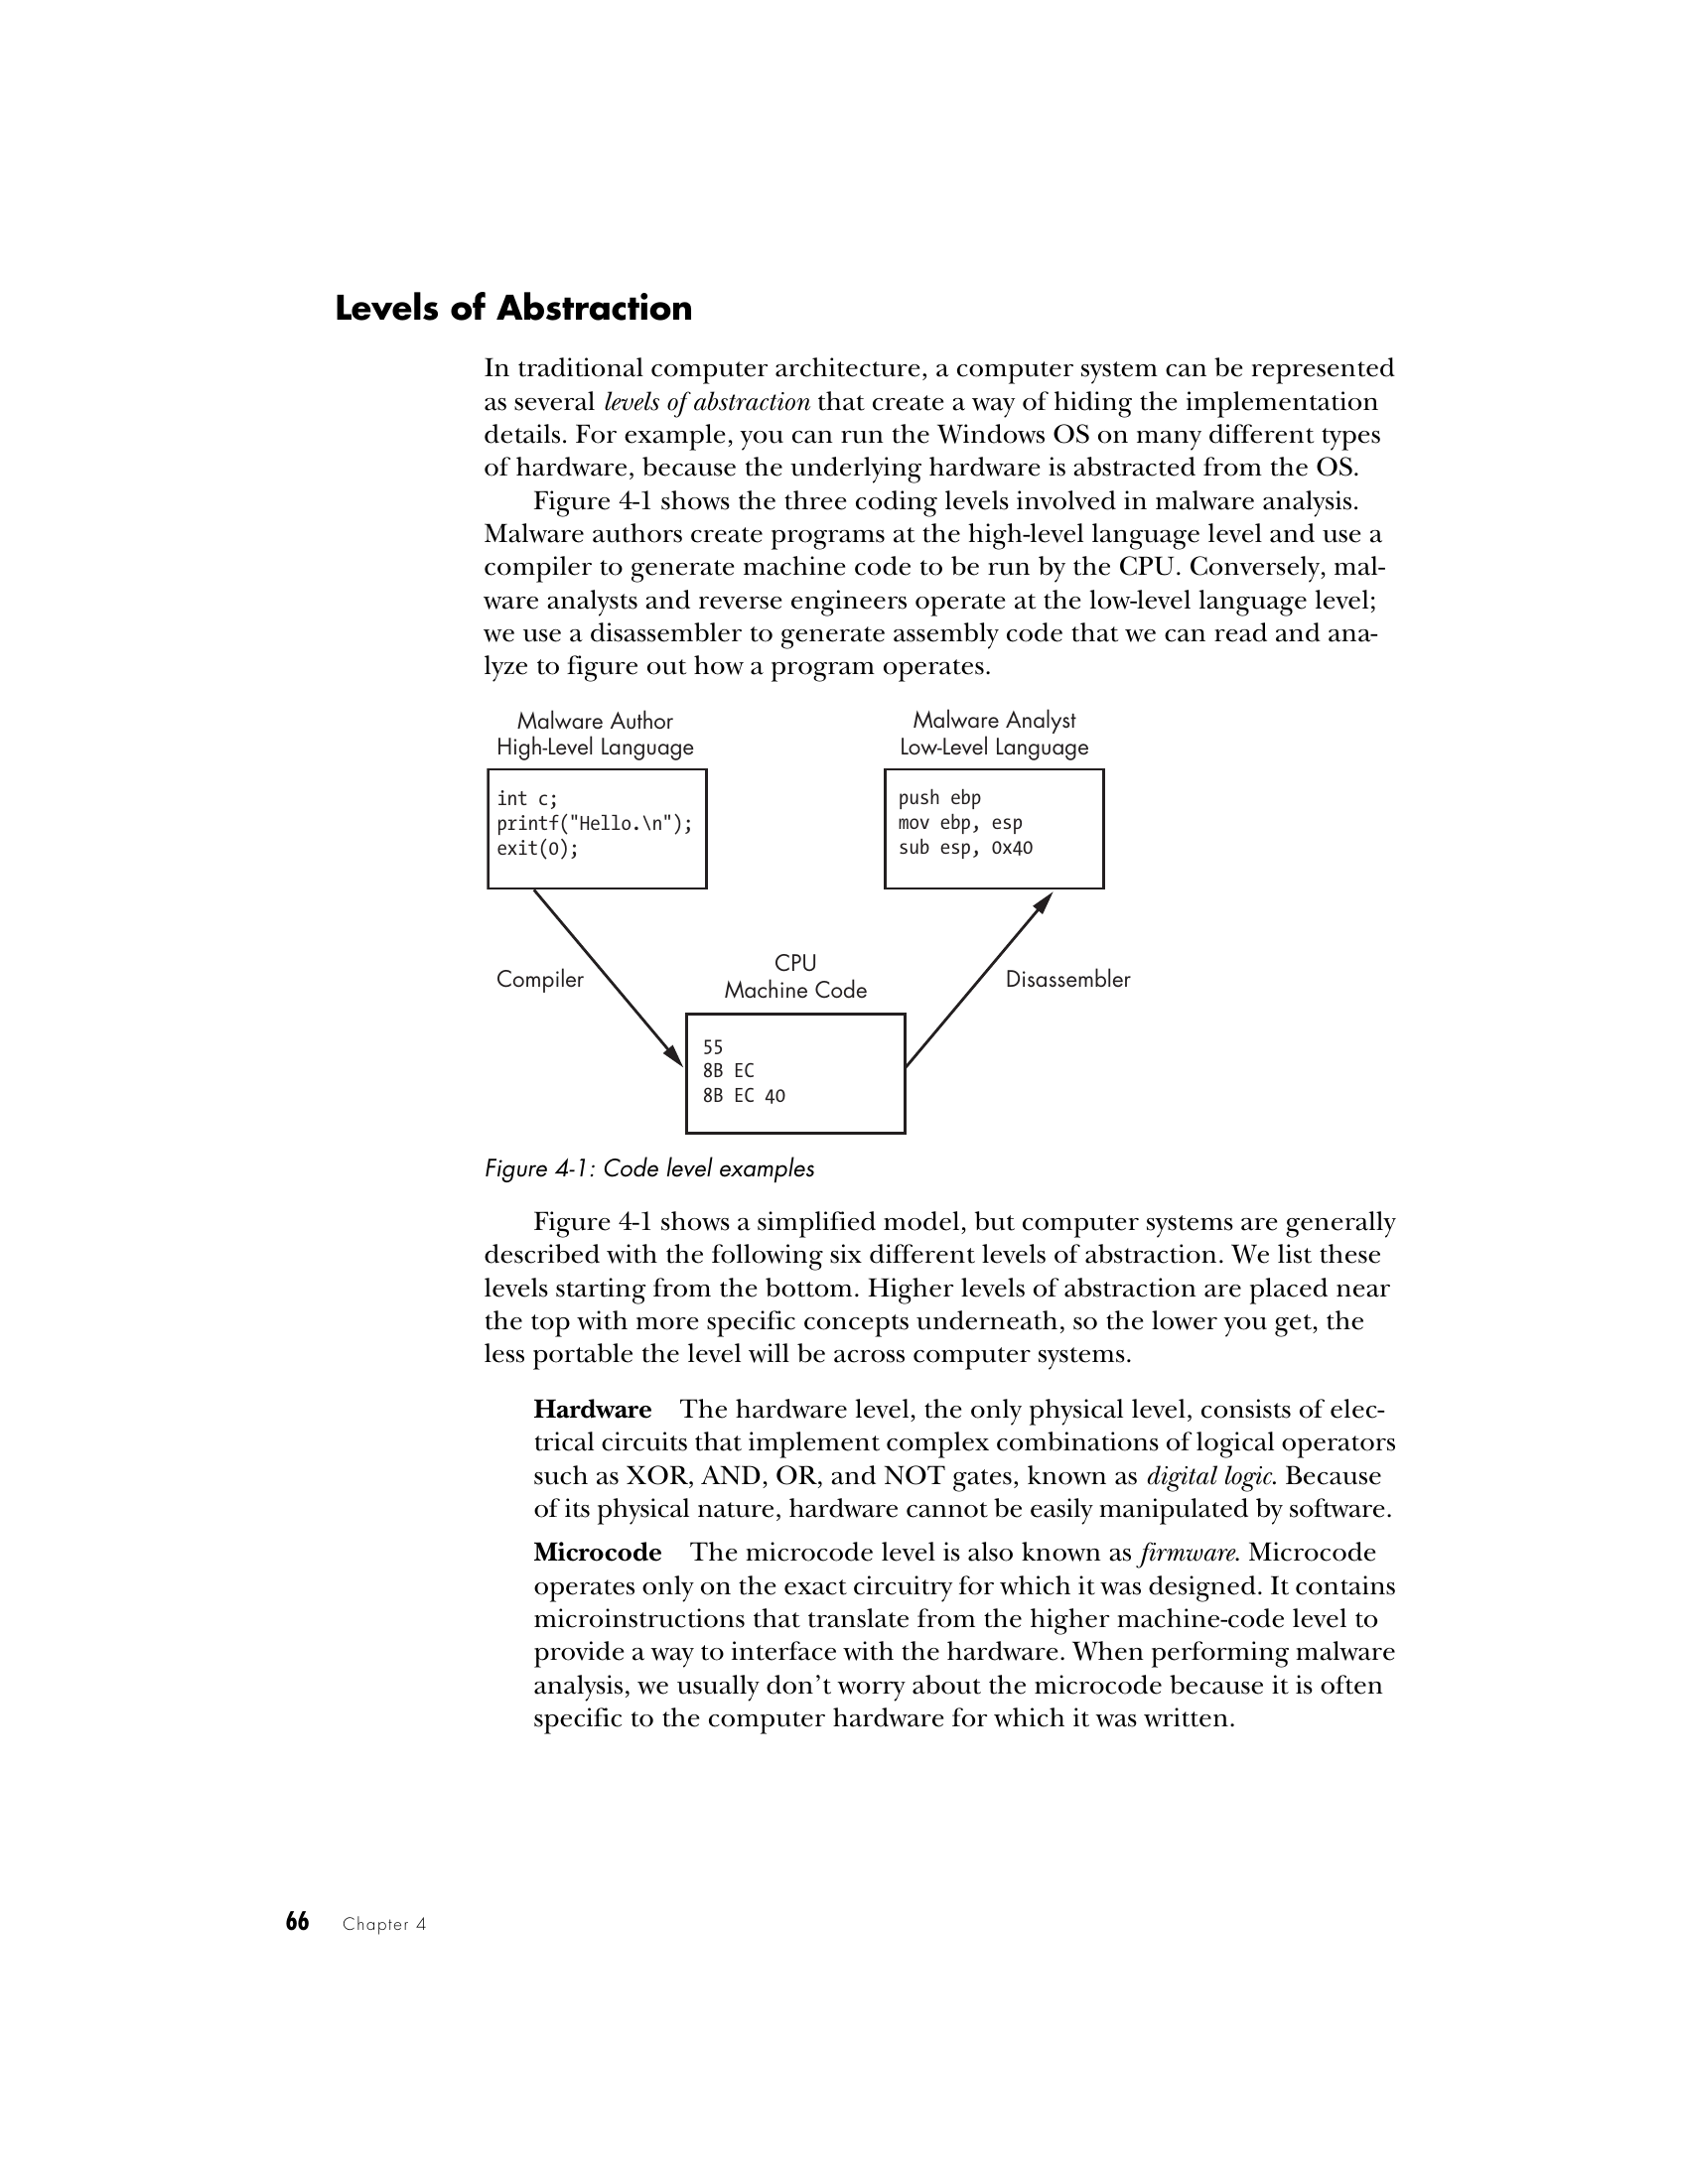 Levels of Abstraction
In traditional computer architecture, a computer system can be represented
as several levels of abstraction that create a way of hiding the implementation
details. For example, you can run the Windows OS on many different types
of hardware, because the underlying hardware is abstracted from the OS.
Figure 4-1 shows the three coding levels involved in malware analysis.
Malware authors create programs at the high-level language level and use a
compiler to generate machine code to be run by the CPU. Conversely, mal-
ware analysts and reverse engineers operate at the low-level language level;
we use a disassembler to generate assembly code that we can read and ana-
lyze to figure out how a program operates.
Malware Author
High-Level Language
int c;
printf("Hello.\n");
exit(0);
Malware Analyst
Low-Level Language
push ebp
mov ebp, esp
sub esp, 0x40
Compiler
CPU
Machine Code
Disassembler
55
8B EC
8B EC 40
Figure 4-1: Code level examples
Figure 4-1 shows a simplified model, but computer systems are generally
described with the following six different levels of abstraction. We list these
levels starting from the bottom. Higher levels of abstraction are placed near
the top with more specific concepts underneath, so the lower you get, the
less portable the level will be across computer systems.
Hardware The hardware level, the only physical level, consists of elec-
trical circuits that implement complex combinations of logical operators
such as XOR, AND, OR, and NOT gates, known as digital logic. Because
of its physical nature, hardware cannot be easily manipulated by software.
Microcode The microcode level is also known as firmware. Microcode
operates only on the exact circuitry for which it was designed. It contains
microinstructions that translate from the higher machine-code level to
provide a way to interface with the hardware. When performing malware
analysis, we usually don’t worry about the microcode because it is often
specific to the computer hardware for which it was written.
66 Chapter 4